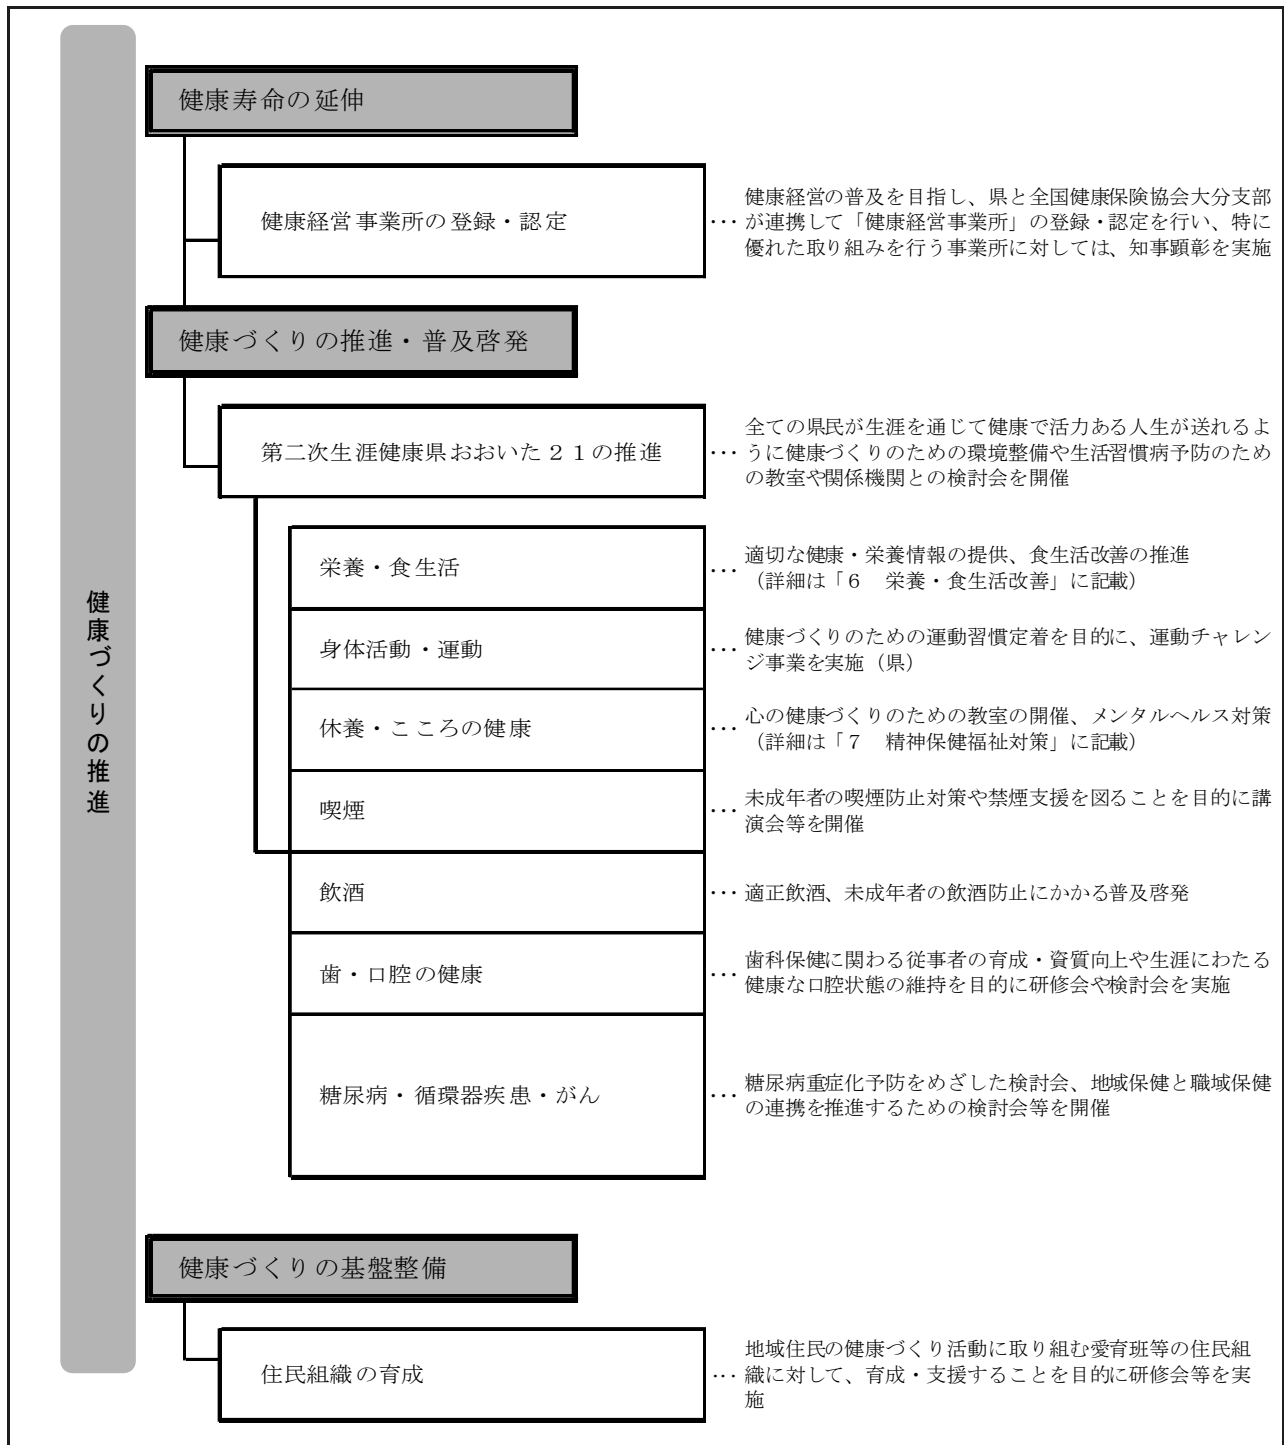 健康づくりの推進
健康寿命の延伸
健康経営事業所の登録・認定
… 健康経営の普及を目指し、県と全国健康保険協会大分支部
が連携して「健康経営事業所」の登録・認定を行い、特に
優れた取り組みを行う事業所に対しては、知事顕彰を実施
健康づくりの推進・普及啓発
第二次生涯健康県おおいた２１の推進
… 全ての県民が生涯を通じて健康で活力ある人生が送れるよ
うに健康づくりのための環境整備や生活習慣病予防のため
の教室や関係機関との検討会を開催
栄養・食生活
… 適切な健康・栄養情報の提供、食生活改善の推進
（詳細は「６　栄養・食生活改善」に記載）
身体活動・運動
… 健康づくりのための運動習慣定着を目的に、運動チャレン
ジ事業を実施（県）
休養・こころの健康
… 心の健康づくりのための教室の開催、メンタルヘルス対策
（詳細は「７　精神保健福祉対策」に記載）
喫煙
… 未成年者の喫煙防止対策や禁煙支援を図ることを目的に講
演会等を開催
飲酒
… 適正飲酒、未成年者の飲酒防止にかかる普及啓発
歯・口腔の健康
… 歯科保健に関わる従事者の育成・資質向上や生涯にわたる
健康な口腔状態の維持を目的に研修会や検討会を実施
糖尿病・循環器疾患・がん
… 糖尿病重症化予防をめざした検討会、地域保健と職域保健
の連携を推進するための検討会等を開催
健康づくりの基盤整備
住民組織の育成
… 地域住民の健康づくり活動に取り組む愛育班等の住民組
織に対して、育成・支援することを目的に研修会等を実
施